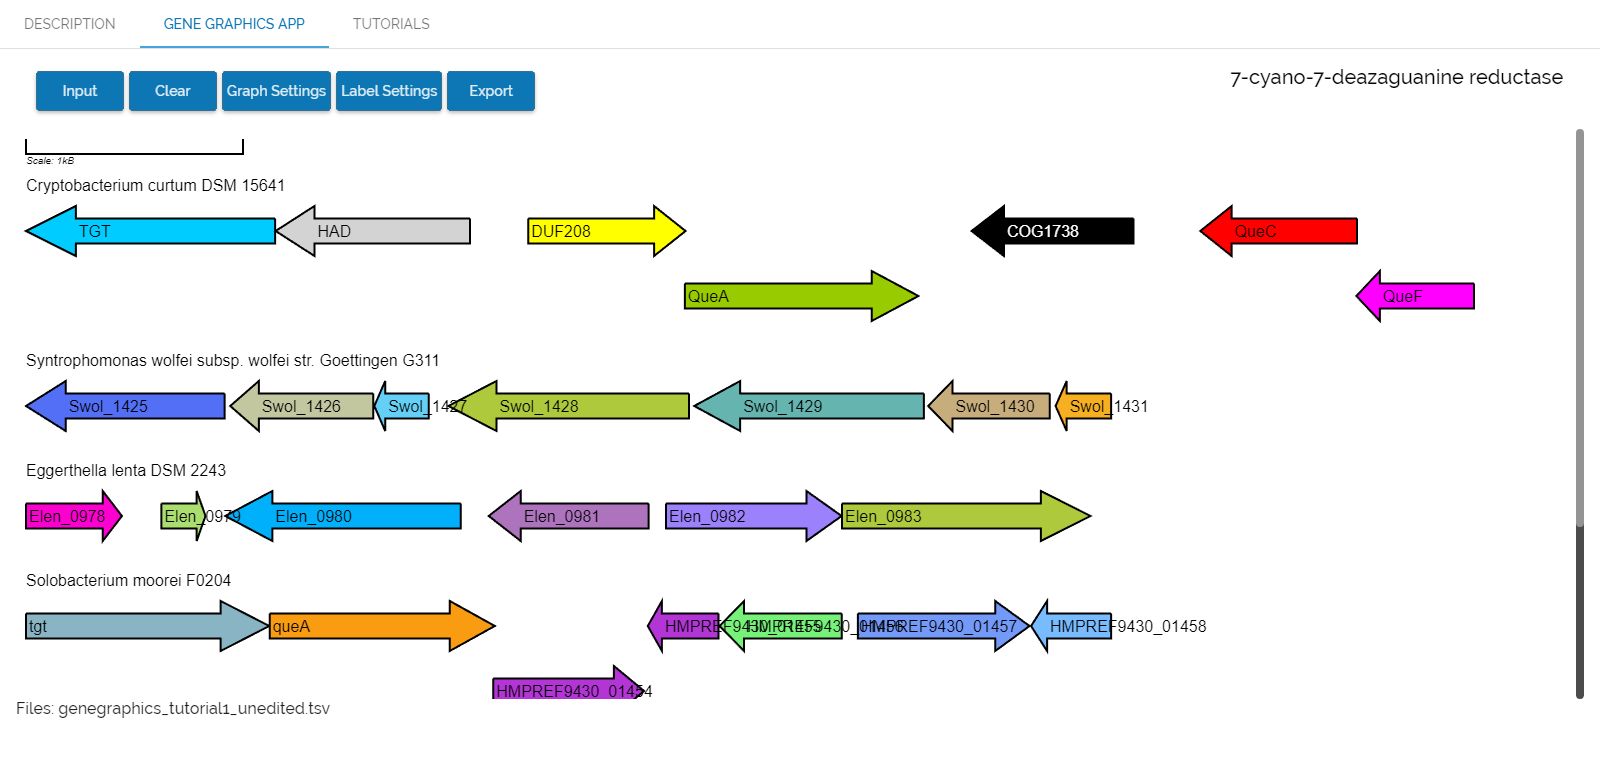 DESCRIPTION GENE GRAPHICS APP TUTORIALS
Input Clear Graph Settings Label Settings Export
7-cyano-7-deazaguanine reductase
Scale: 1kB
Cryptobacterium curtum DSM 15641
TGT HAD DUF208 COG1738 QueC
QueA QueF
Syntrophomonas wolfei subsp. wolfei str. Goettingen G311
Swol_1425 Swol_1426 Swol_1427 Swol_1428 Swol_1429 Swol_1430 Swol_1431
Eggerthella lenta DSM 2243
Elen_0978 Elen_0979 Elen_0980 Elen_0981 Elen_0982 Elen_0983
Solobacterium moorei F0204
tgt queA HMPREF9430_01455 HMPREF9430_01456 HMPREF9430_01457 HMPREF9430_01458
HMPREF9430_01454
Files: genegraphics_tutorial1_unedited.tsv